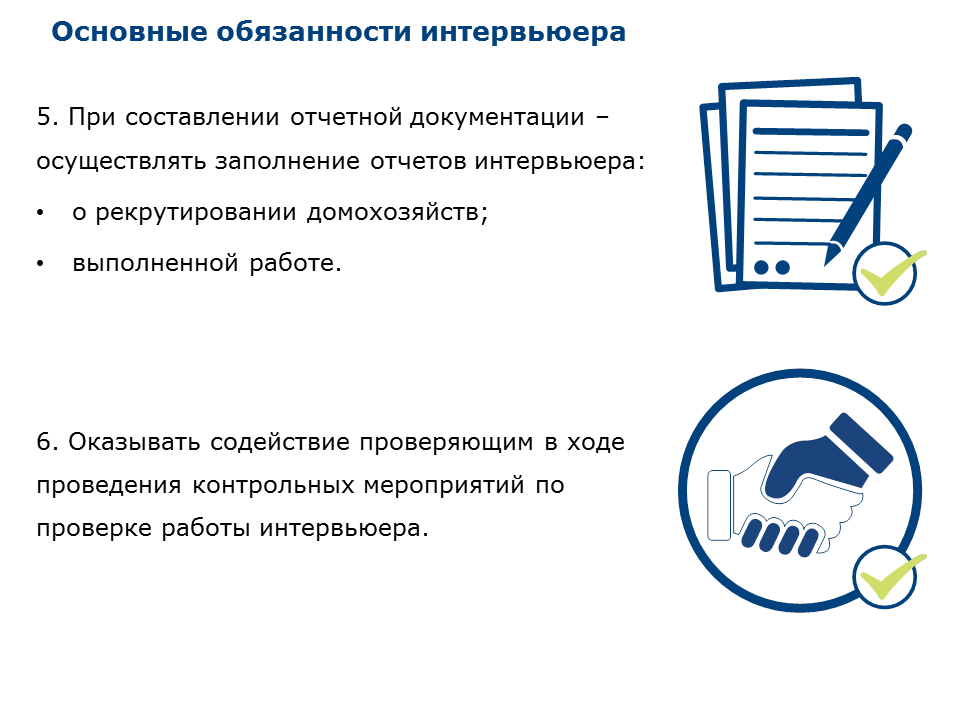 Основные обязанности интервьюера
5. При составлении отчетной документации –
осуществлять заполнение отчетов интервьюера:
• о рекрутировании домохозяйств;
• выполненной работе.
6. Оказывать содействие проверяющим в ходе
проведения контрольных мероприятий по
проверке работы интервьюера.